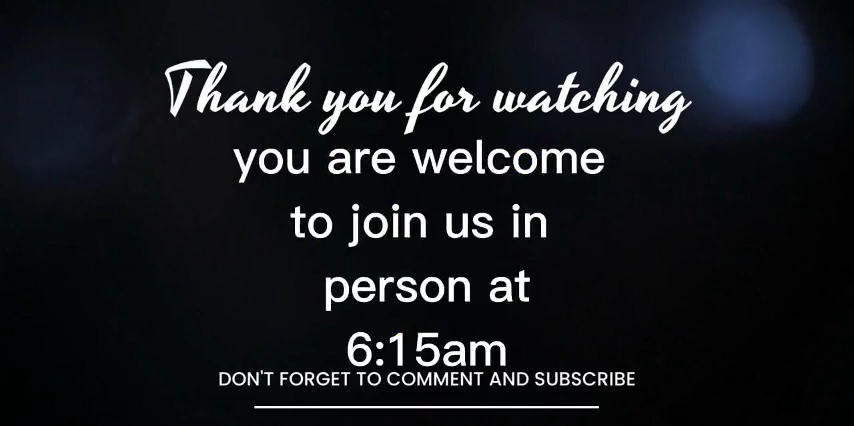 Thank you for watching
you are welcome
to join us in
person at
6:15am
DON'T FORGET TO COMMENT AND SUBSCRIBE